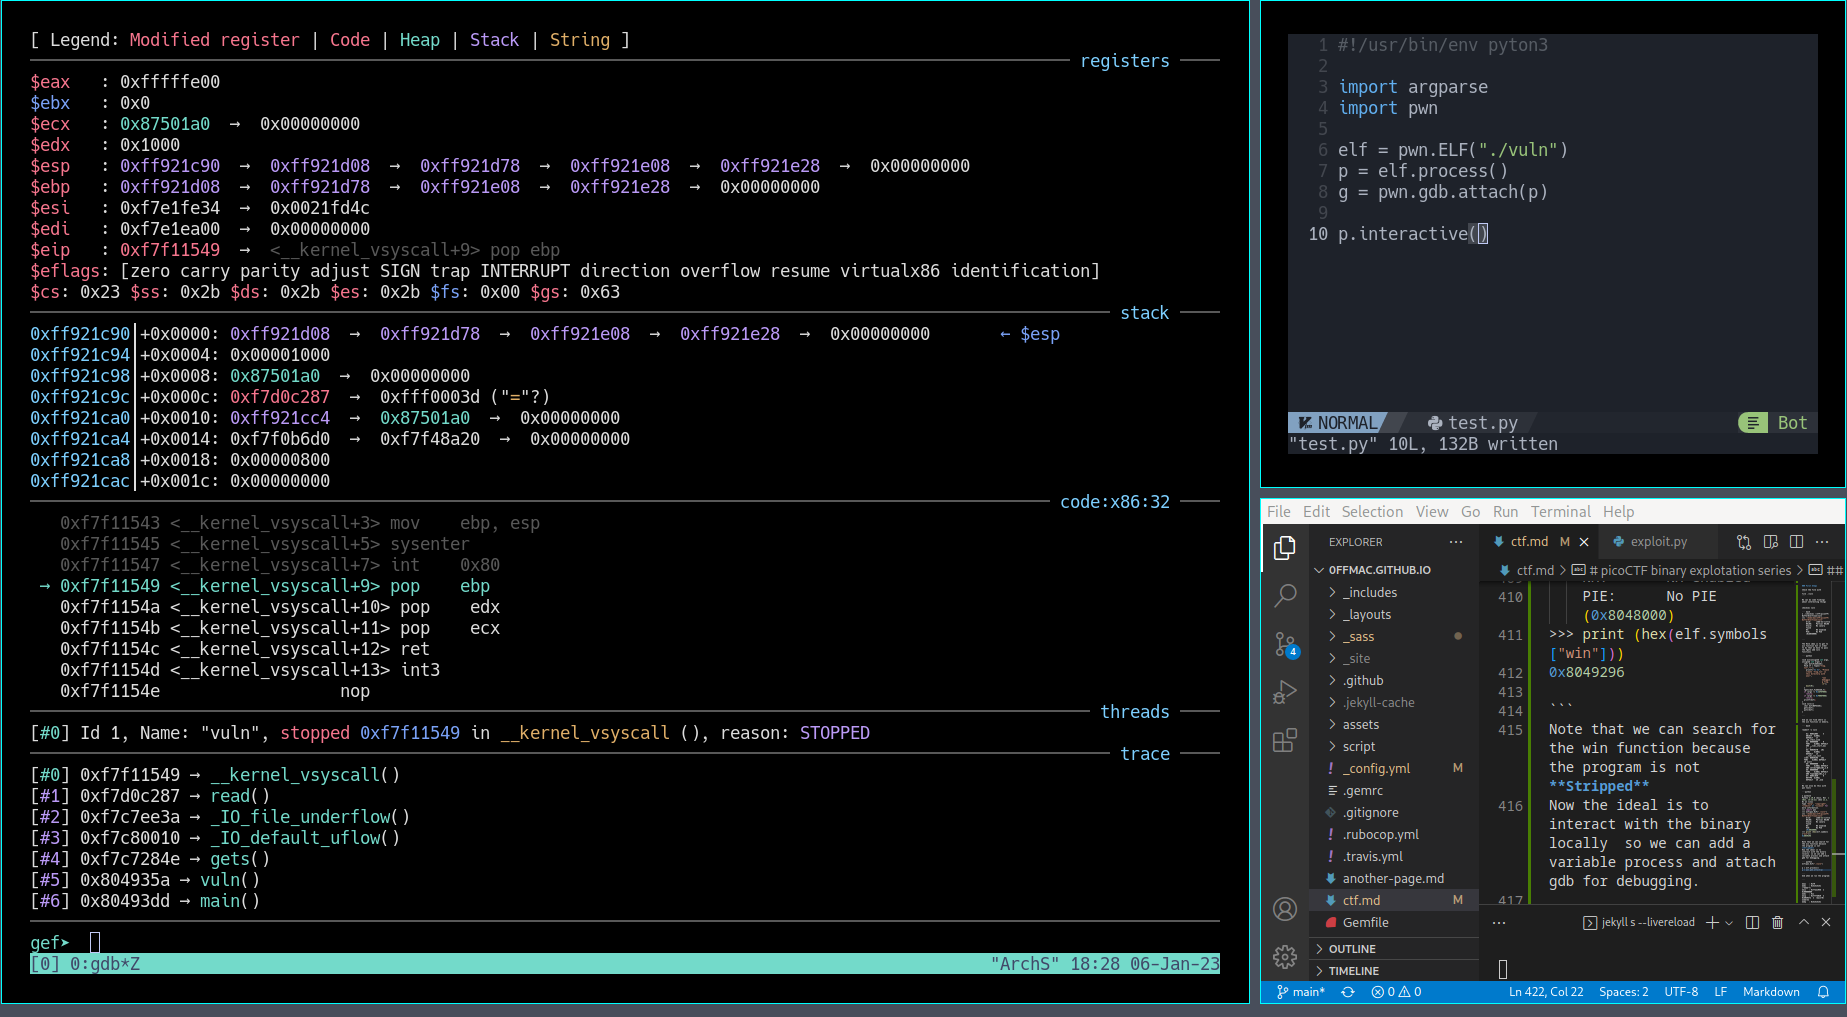 [ Legend: Modified register | Code | Heap | Stack | String ]
registers
$eax   : 0xfffffe00
$ebx   : 0x0
$ecx   : 0x87501a0  →  0x00000000
$edx   : 0x1000
$esp   : 0xff921c90  →  0xff921d08  →  0xff921d78  →  0xff921e08  →  0xff921e28  →  0x00000000
$ebp   : 0xff921d08  →  0xff921d78  →  0xff921e08  →  0xff921e28  →  0x00000000
$esi   : 0xf7e1fe34  →  0x0021fd4c
$edi   : 0xf7e1ea00  →  0x00000000
$eip   : 0xf7f11549  →  <__kernel_vsyscall+9> pop ebp
$eflags: [zero carry parity adjust SIGN trap INTERRUPT direction overflow resume virtualx86 identification]
$cs: 0x23 $ss: 0x2b $ds: 0x2b $es: 0x2b $fs: 0x00 $gs: 0x63
stack
0xff921c90│+0x0000: 0xff921d08  →  0xff921d78  →  0xff921e08  →  0xff921e28  →  0x00000000       ← $esp
0xff921c94│+0x0004: 0x00001000
0xff921c98│+0x0008: 0x87501a0  →  0x00000000
0xff921c9c│+0x000c: 0xf7d0c287  →  0xfff0003d ("="?)
0xff921ca0│+0x0010: 0xff921cc4  →  0x87501a0  →  0x00000000
0xff921ca4│+0x0014: 0xf7f0b6d0  →  0xf7f48a20  →  0x00000000
0xff921ca8│+0x0018: 0x00000800
0xff921cac│+0x001c: 0x00000000
code:x86:32
0xf7f11543 <__kernel_vsyscall+3> mov    ebp, esp
0xf7f11545 <__kernel_vsyscall+5> sysenter
0xf7f11547 <__kernel_vsyscall+7> int    0x80
→ 0xf7f11549 <__kernel_vsyscall+9> pop    ebp
0xf7f1154a <__kernel_vsyscall+10> pop    edx
0xf7f1154b <__kernel_vsyscall+11> pop    ecx
0xf7f1154c <__kernel_vsyscall+12> ret
0xf7f1154d <__kernel_vsyscall+13> int3
0xf7f1154e                  nop
threads
[#0] Id 1, Name: "vuln", stopped 0xf7f11549 in __kernel_vsyscall (), reason: STOPPED
trace
[#0] 0xf7f11549 → __kernel_vsyscall()
[#1] 0xf7d0c287 → read()
[#2] 0xf7c7ee3a → _IO_file_underflow()
[#3] 0xf7c80010 → _IO_default_uflow()
[#4] 0xf7c7284e → gets()
[#5] 0x804935a → vuln()
[#6] 0x80493dd → main()
gef➤
[0] 0:gdb*Z "ArchS" 18:28 06-Jan-23
1 #!/usr/bin/env pyton3
2
3 import argparse
4 import pwn
5
6 elf = pwn.ELF("./vuln")
7 p = elf.process()
8 g = pwn.gdb.attach(p)
9
10 p.interactive()
NORMAL test.py Bot
"test.py" 10L, 132B written
File Edit Selection View Go Run Terminal Help
EXPLORER ···
0FFMAC.GITHUB.IO
_includes
_layouts
_sass
_site
.github
.jekyll-cache
assets
script
! _config.yml M
.gemrc
.gitignore
! .rubocop.yml
! .travis.yml
another-page.md
ctf.md M
Gemfile
OUTLINE
TIMELINE
4
ctf.md M exploit.py
ctf.md > # picoCTF binary explotation series > ##
410 PIE: No PIE
(0x8048000)
411 >>> print (hex(elf.symbols
["win"]))
412 0x8049296
413
414 ```
415 Note that we can search for
the win function because
the program is not
**Stripped**
416 Now the ideal is to
interact with the binary
locally  so we can add a
variable process and attach
gdb for debugging.
417
··· jekyll s --livereload
main* 0 0 Ln 422, Col 22 Spaces: 2 UTF-8 LF Markdown